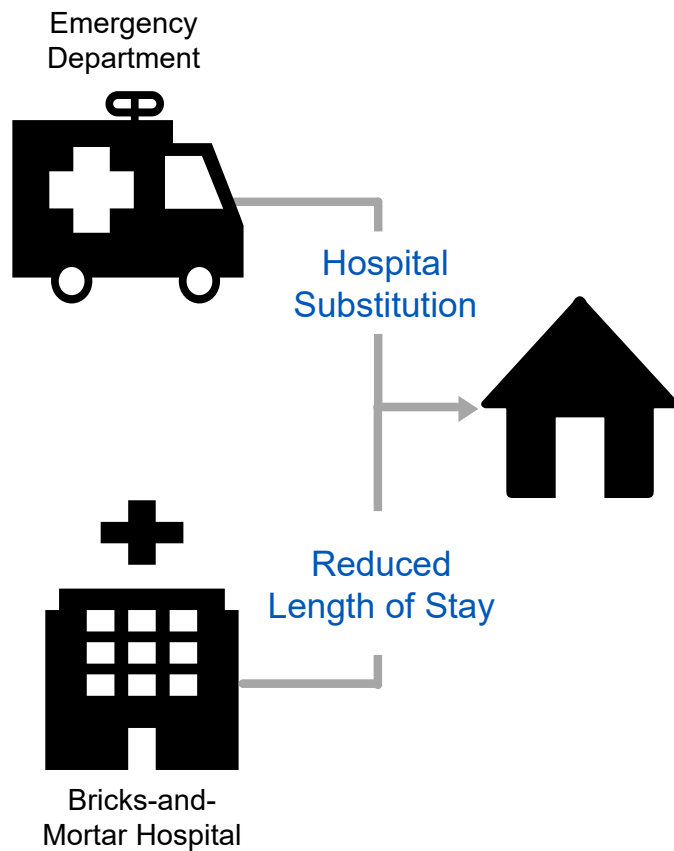 Emergency
Department
Hospital
Substitution
Reduced
Length of Stay
Bricks-and-
Mortar Hospital